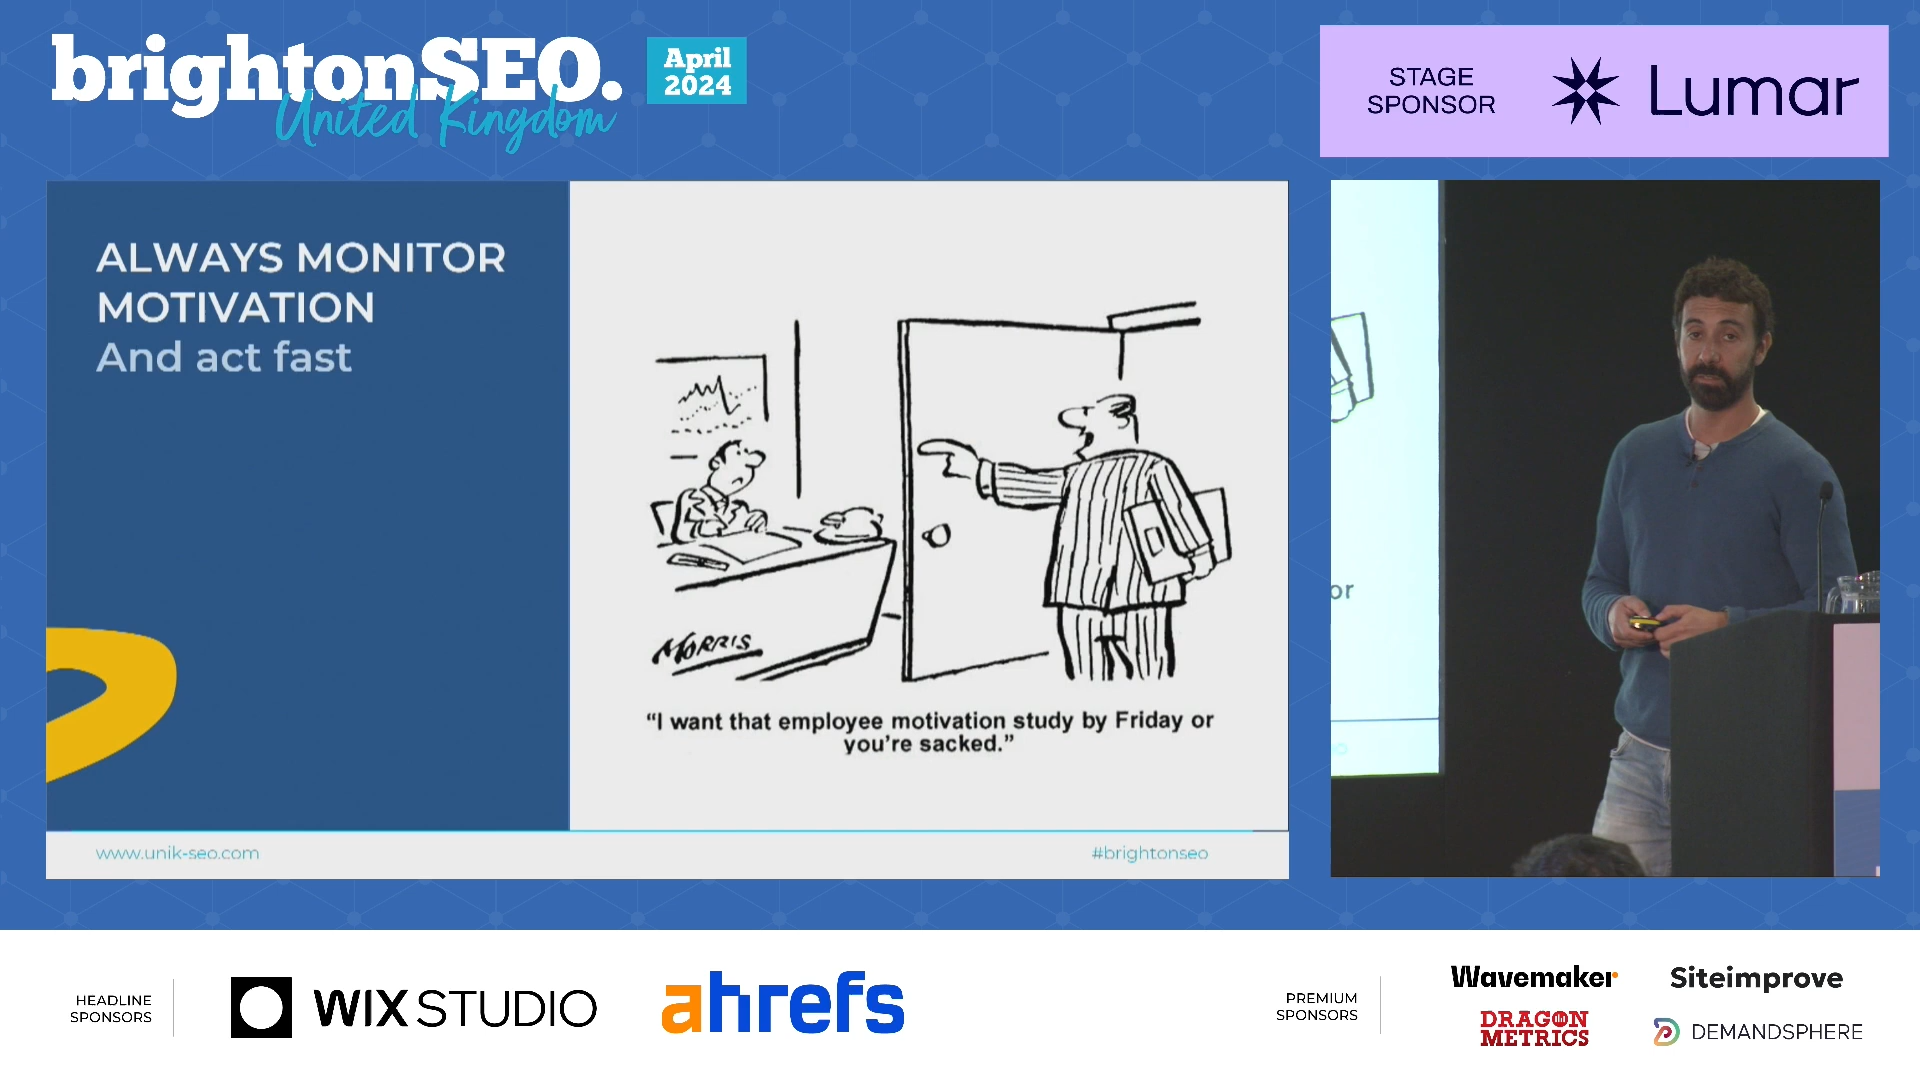 brightonSEO.
United Kingdom
April
2024
STAGE
SPONSOR
Lumar
ALWAYS MONITOR
MOTIVATION
And act fast
MORRIS
“I want that employee motivation study by Friday or
you’re sacked.”
www.unik-seo.com
#brightonseo
or
HEADLINE
SPONSORS
WIX STUDIO
ahrefs
PREMIUM
SPONSORS
Wavemaker
Siteimprove
DRAGON
METRICS
DEMANDSPHERE